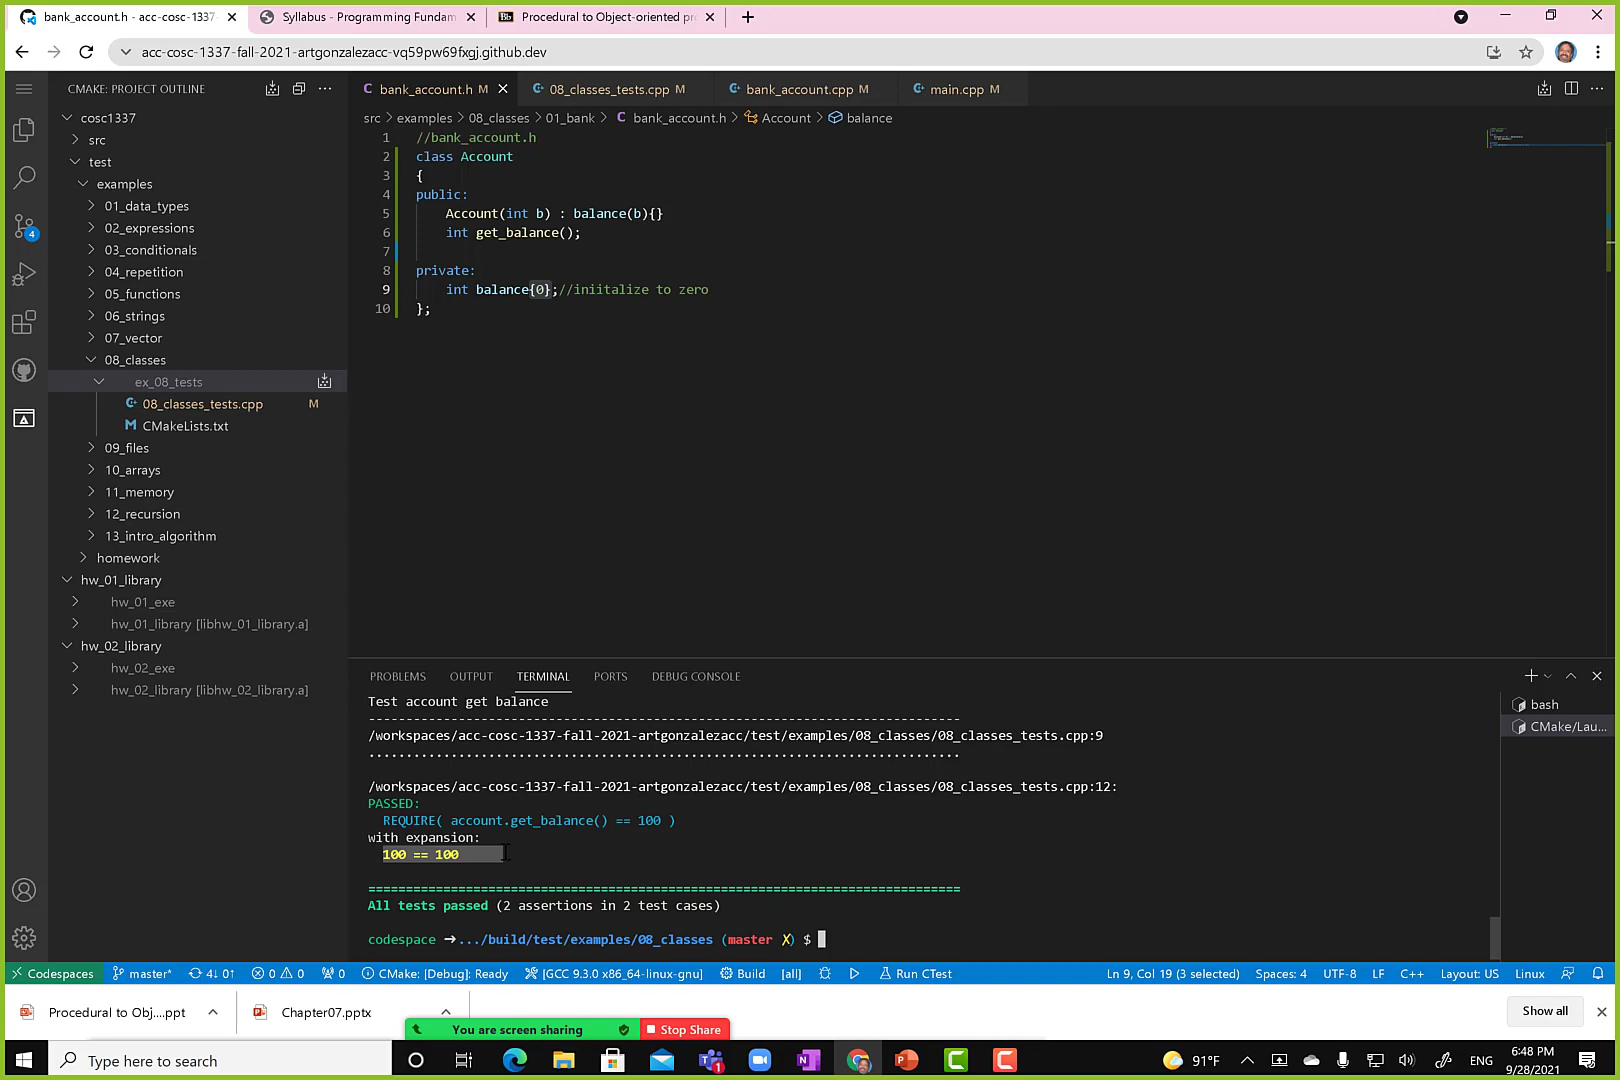 bank_account.h - acc-cosc-1337-
Syllabus - Programming Fundam
Bb
Procedural to Object-oriented pr
acc-cosc-1337-fall-2021-artgonzalezacc-vq59pw69fxgj.github.dev
CMAKE: PROJECT OUTLINE
C bank_account.h M
08_classes_tests.cpp M
bank_account.cpp M
main.cpp M
src > examples > 08_classes > 01_bank > C bank_account.h > Account > balance
cosc1337
src
test
examples
01_data_types
02_expressions
03_conditionals
04_repetition
05_functions
06_strings
07_vector
08_classes
ex_08_tests
08_classes_tests.cpp M
M CMakeLists.txt
09_files
10_arrays
11_memory
12_recursion
13_intro_algorithm
homework
hw_01_library
hw_01_exe
hw_01_library [libhw_01_library.a]
hw_02_library
hw_02_exe
hw_02_library [libhw_02_library.a]
4
1 //bank_account.h
2 class Account
3 {
4 public:
5 Account(int b) : balance(b){}
6 int get_balance();
7
8 private:
9 int balance{0};//iniitalize to zero
10 };
PROBLEMS OUTPUT TERMINAL PORTS DEBUG CONSOLE
Test account get balance
-------------------------------------------------------------------------------
/workspaces/acc-cosc-1337-fall-2021-artgonzalezacc/test/examples/08_classes/08_classes_tests.cpp:9
...............................................................................
/workspaces/acc-cosc-1337-fall-2021-artgonzalezacc/test/examples/08_classes/08_classes_tests.cpp:12:
PASSED:
REQUIRE( account.get_balance() == 100 )
with expansion:
100 == 100
===============================================================================
All tests passed (2 assertions in 2 test cases)
codespace ➜.../build/test/examples/08_classes (master ✗) $
bash
CMake/Lau...
Codespaces master* 4↓ 0↑ 0 0 0 CMake: [Debug]: Ready [GCC 9.3.0 x86_64-linux-gnu] Build [all] Run CTest Ln 9, Col 19 (3 selected) Spaces: 4 UTF-8 LF C++ Layout: US Linux
Procedural to Obj....ppt
Chapter07.pptx
Show all
You are screen sharing
Stop Share
Type here to search
1
91°F
ENG
6:48 PM
9/28/2021